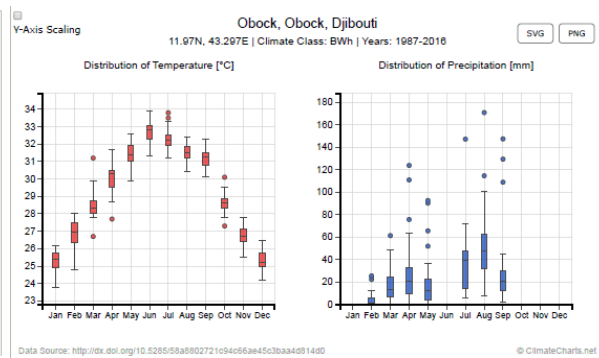 Y-Axis Scaling
Obock, Obock, Djibouti
11.97N, 43.297E | Climate Class: BWh | Years: 1987-2016
SVG
PNG
Distribution of Temperature [°C]
34
33
32
31
30
29
28
27
26
25
24
23
Jan Feb Mar Apr May Jun Jul Aug Sep Oct Nov Dec
Distribution of Precipitation [mm]
180
160
140
120
100
80
60
40
20
0
Jan Feb Mar Apr May Jun Jul Aug Sep Oct Nov Dec
Data Source: http://dx.doi.org/10.5285/58a8802721c94c66ae45c3baa4d814d0
© ClimateCharts.net